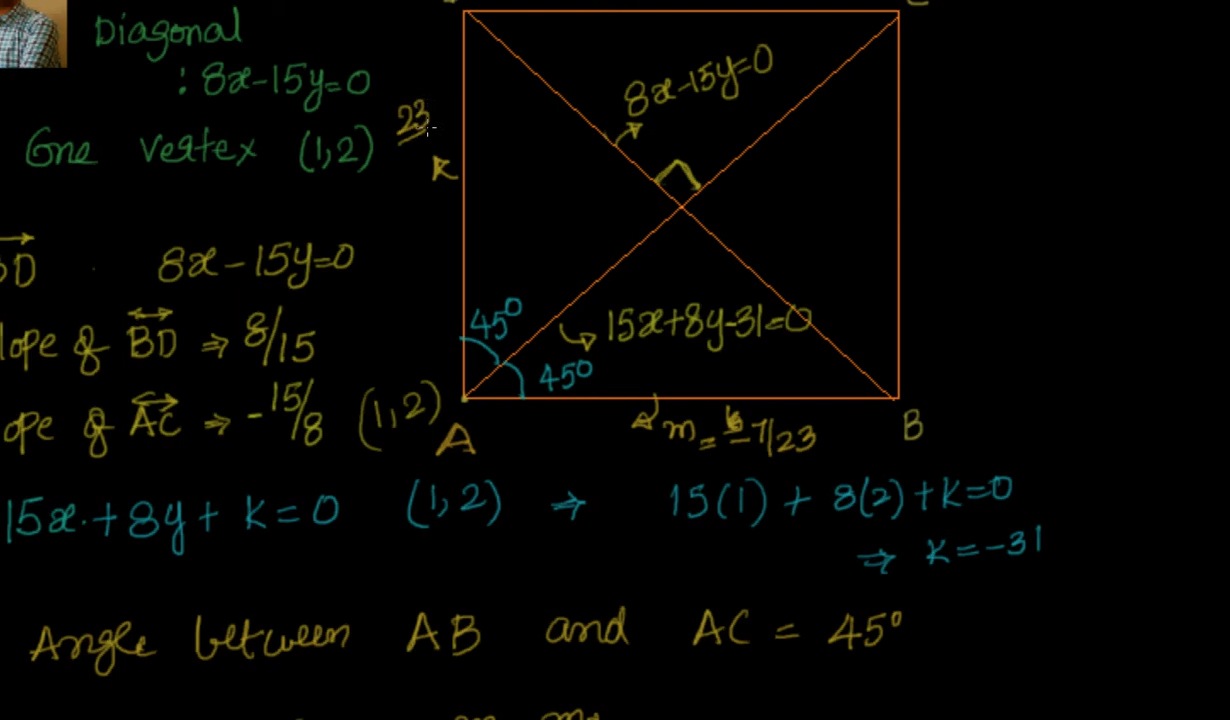 Diagonal
: 8x-15y=0
One vertex (1,2)
23
8x-15y=0
BD 8x-15y=0
45°
15x+8y-31=0
lope of BD ⇒ 8/15
45°
ope of AC ⇒ -15/8 (1,2)
A
m = -7/23
B
15x+8y+K=0 (1,2) ⇒ 15(1) + 8(2)+K=0
⇒ K=-31
Angle between AB and AC = 45°